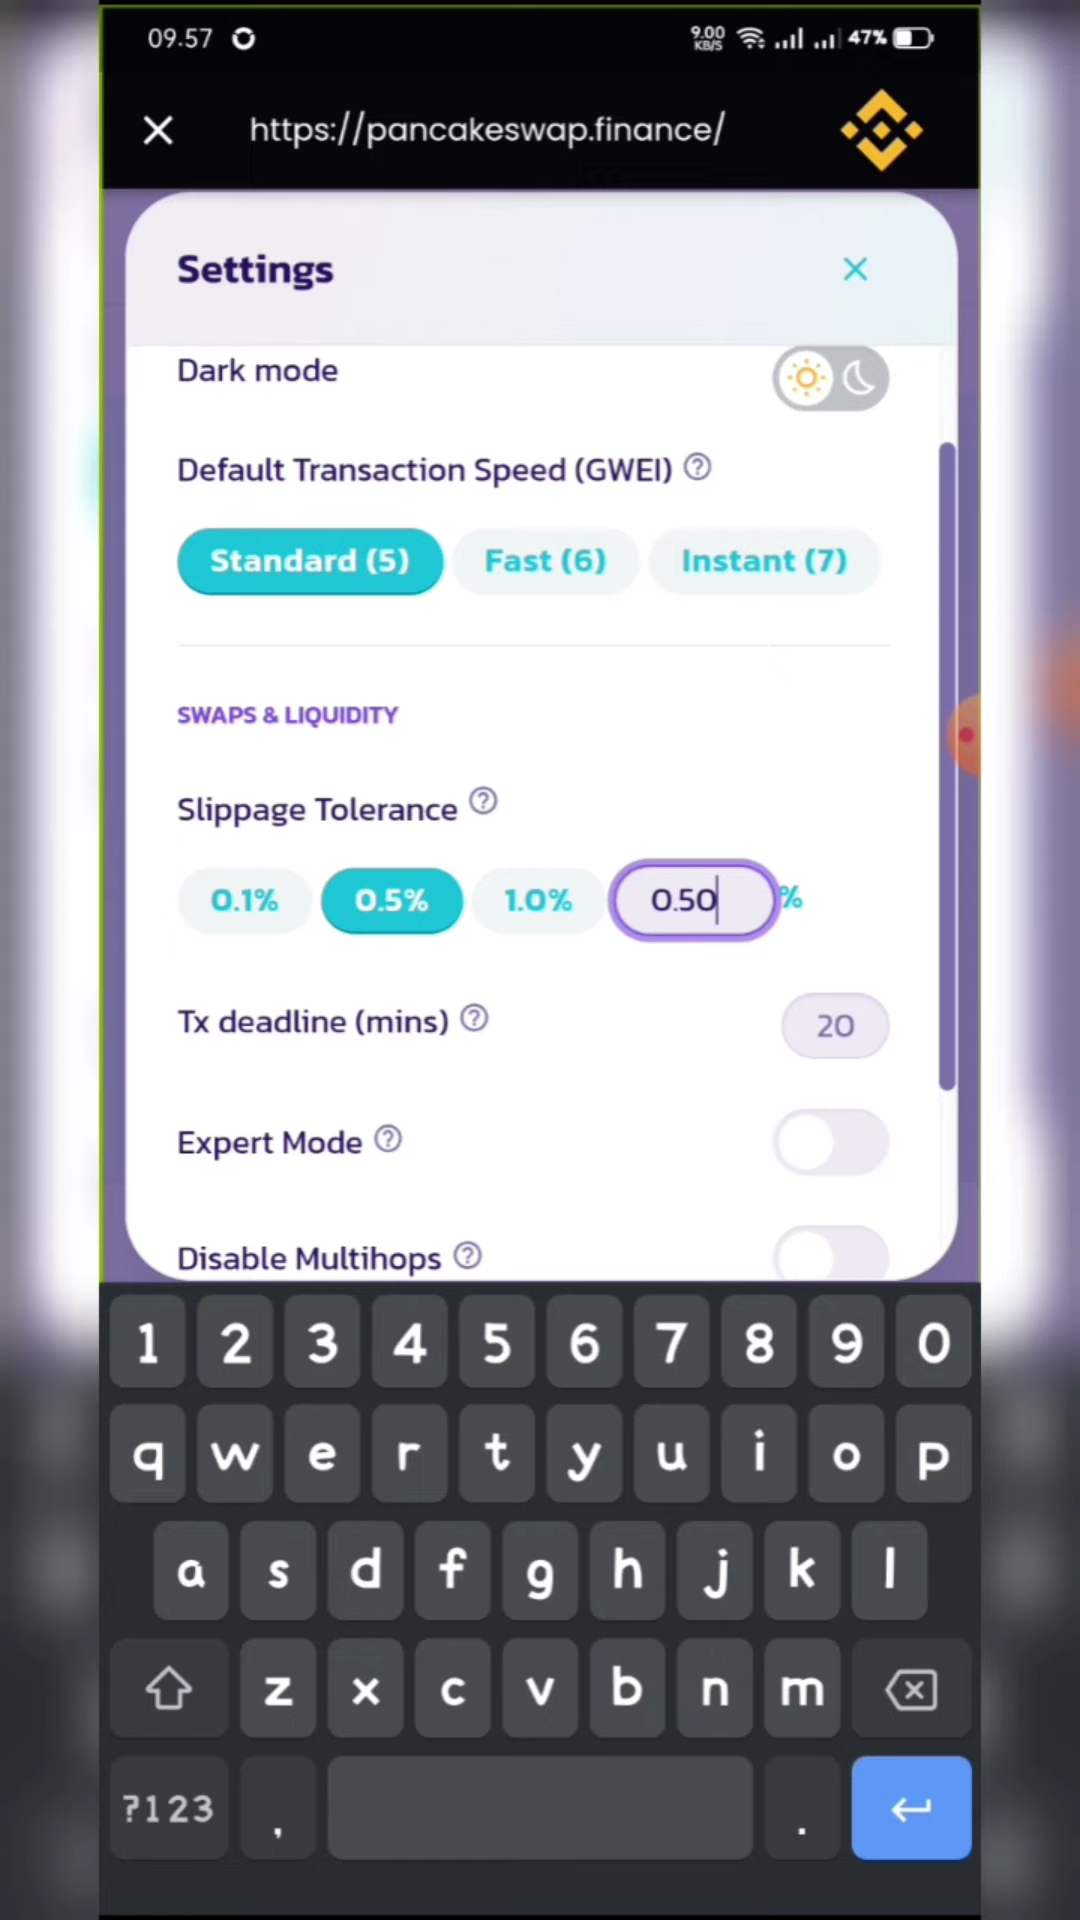 09.57 9.00 KB/S 47%
https://pancakeswap.finance/
Settings
Dark mode
Default Transaction Speed (GWEI) ?
Standard (5) Fast (6) Instant (7)
SWAPS & LIQUIDITY
Slippage Tolerance ?
0.1% 0.5% 1.0% 0.50 %
Tx deadline (mins) ? 20
Expert Mode ?
Disable Multihops ?
1 2 3 4 5 6 7 8 9 0
q w e r t y u i o p
a s d f g h j k l
z x c v b n m
?123 , .